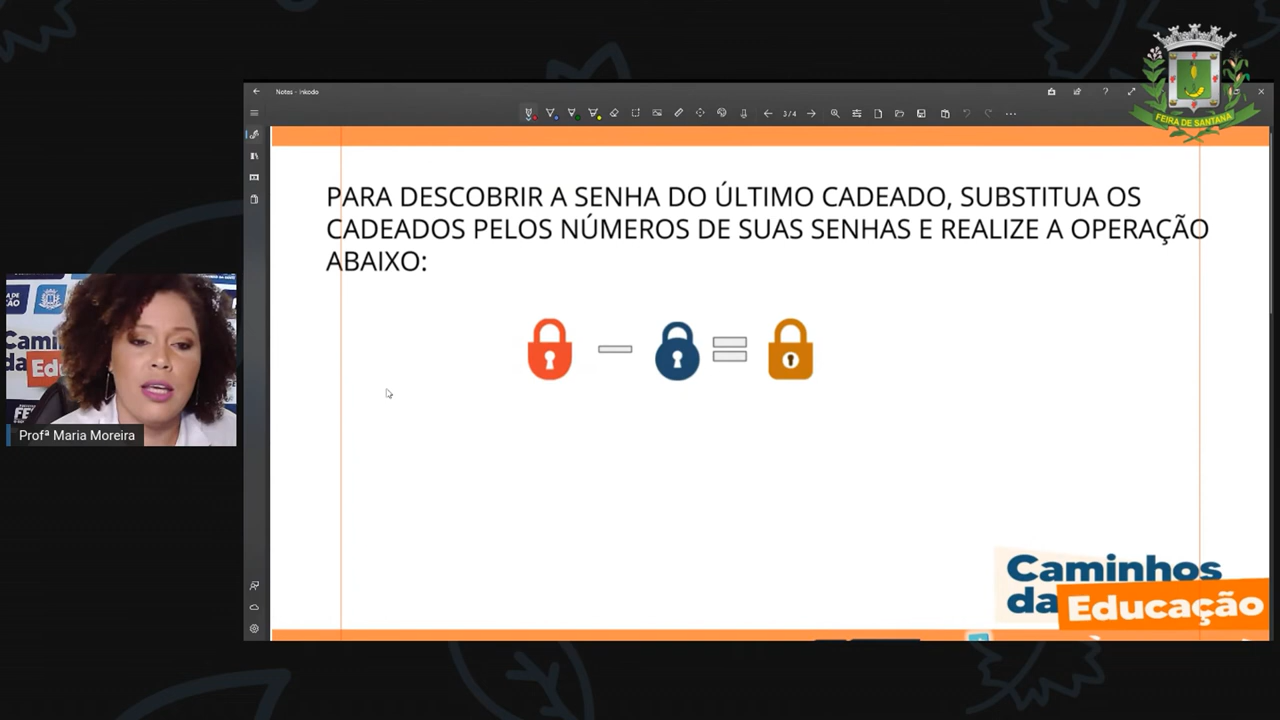 FEIRA DE SANTANA
Notes - Inkodo
3/4
PARA DESCOBRIR A SENHA DO ÚLTIMO CADEADO, SUBSTITUA OS
CADEADOS PELOS NÚMEROS DE SUAS SENHAS E REALIZE A OPERAÇÃO
ABAIXO:
Caminhos
da Educação
Profª Maria Moreira